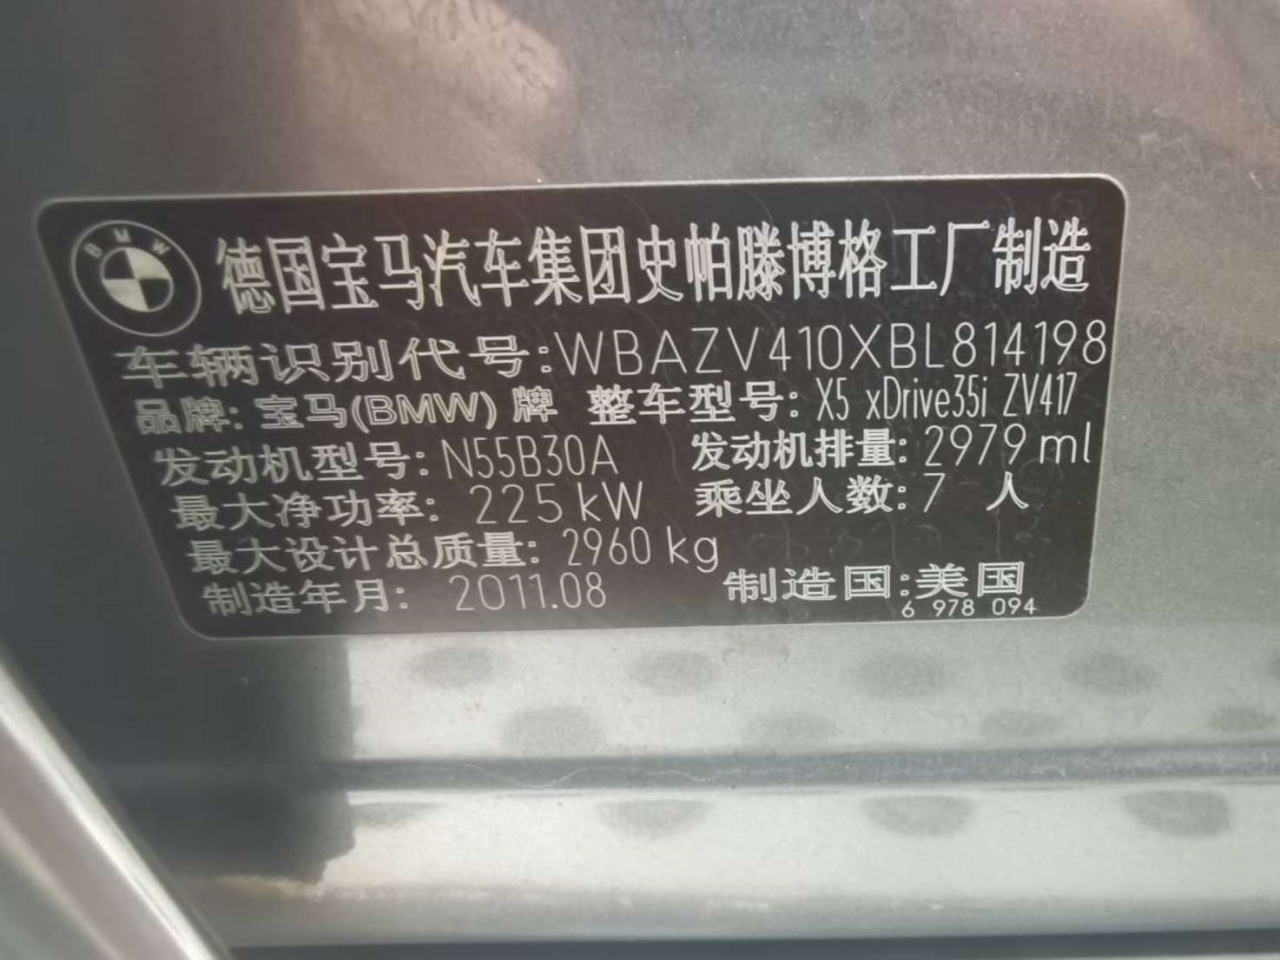 BMW
德国宝马汽车集团史帕滕博格工厂制造
车辆识别代号:WBAZV410XBL814198
品牌: 宝马(BMW) 牌 整车型号: X5 xDrive35i ZV417
发动机型号: N55B30A 发动机排量: 2979 ml
最大净功率: 225 kW 乘坐人数: 7 人
最大设计总质量: 2960 kg
制造年月: 2011.08 制造国:美国
6 978 094